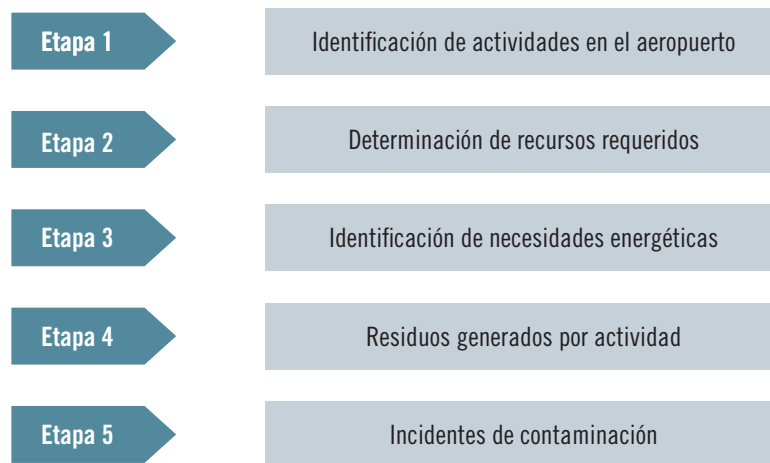 Etapa 1
Identificación de actividades en el aeropuerto
Etapa 2
Determinación de recursos requeridos
Etapa 3
Identificación de necesidades energéticas
Etapa 4
Residuos generados por actividad
Etapa 5
Incidentes de contaminación